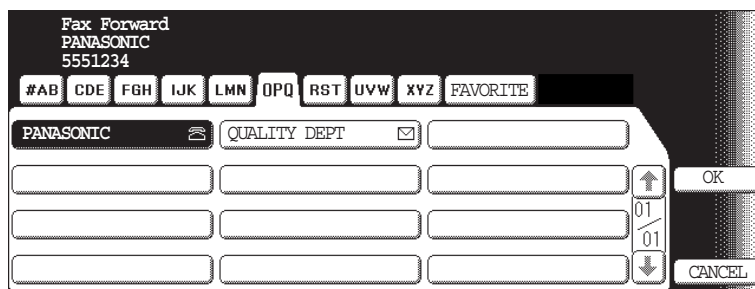 Fax Forward
PANASONIC
5551234
#AB CDE FGH IJK LMN OPQ RST UVW XYZ FAVORITE
PANASONIC QUALITY DEPT
OK
01
01
CANCEL